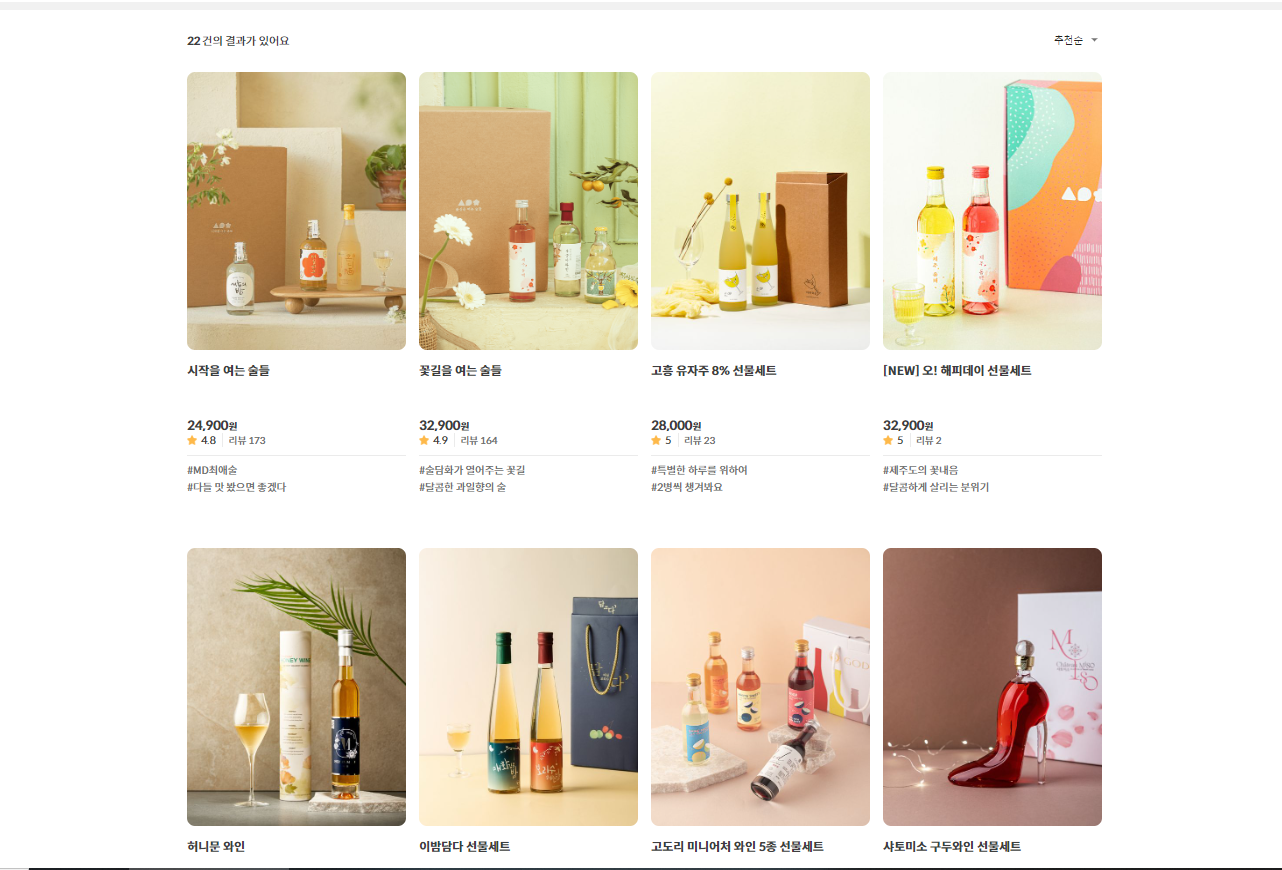 22 건의 결과가 있어요
추천순
시작을 여는 술들
꽃길을 여는 술들
고흥 유자주 8% 선물세트
[NEW] 오! 해피데이 선물세트
24,900원
32,900원
28,000원
32,900원
4.8 리뷰 173
4.9 리뷰 164
5 리뷰 23
5 리뷰 2
#MD최애술
#술담화가 열어주는 꽃길
#특별한 하루를 위하여
#제주도의 꽃내음
#다들 맛 봤으면 좋겠다
#달콤한 과일향의 술
#2병씩 챙겨봐요
#달콤하게 살리는 분위기
허니문 와인
이밤담다 선물세트
고도리 미니어처 와인 5종 선물세트
샤토미소 구두와인 선물세트